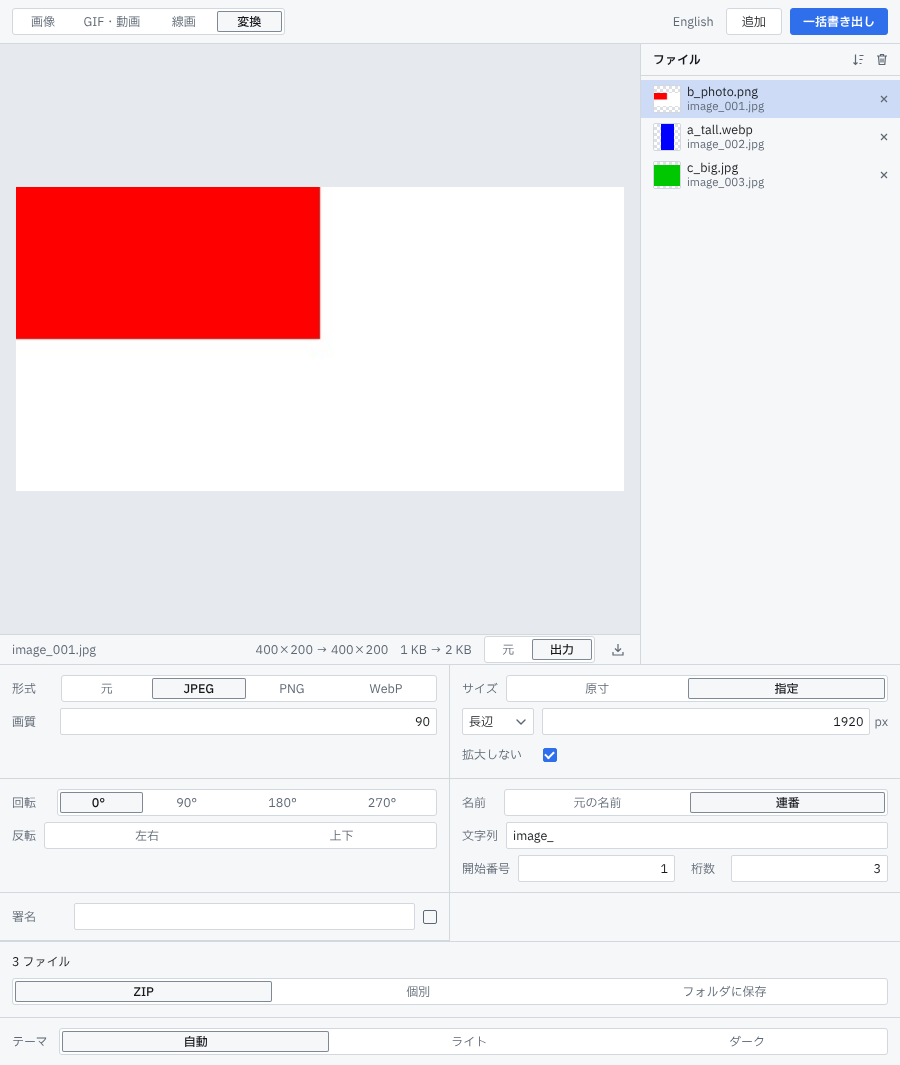 画像 GIF・動画 線画 変換 English 追加 一括書き出し
ファイル
b_photo.png
image_001.jpg
a_tall.webp
image_002.jpg
c_big.jpg
image_003.jpg
image_001.jpg 400×200 → 400×200 1 KB → 2 KB 元 出力
形式 元 JPEG PNG WebP
画質 90
サイズ 原寸 指定
長辺 1920 px
拡大しない
回転 0° 90° 180° 270°
反転 左右 上下
名前 元の名前 連番
文字列 image_
開始番号 1 桁数 3
署名
3 ファイル
ZIP 個別 フォルダに保存
テーマ 自動 ライト ダーク